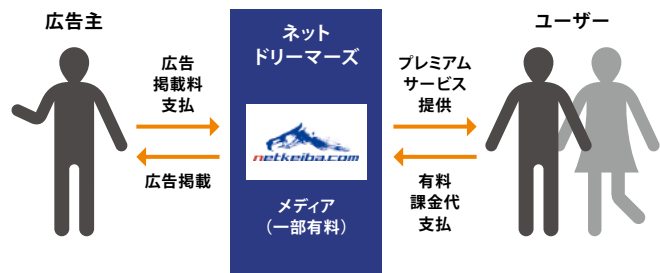 広告主
広告
掲載料
支払
広告掲載
ネット
ドリーマーズ
netkeiba.com
メディア
（一部有料）
プレミアム
サービス
提供
有料
課金代
支払
ユーザー